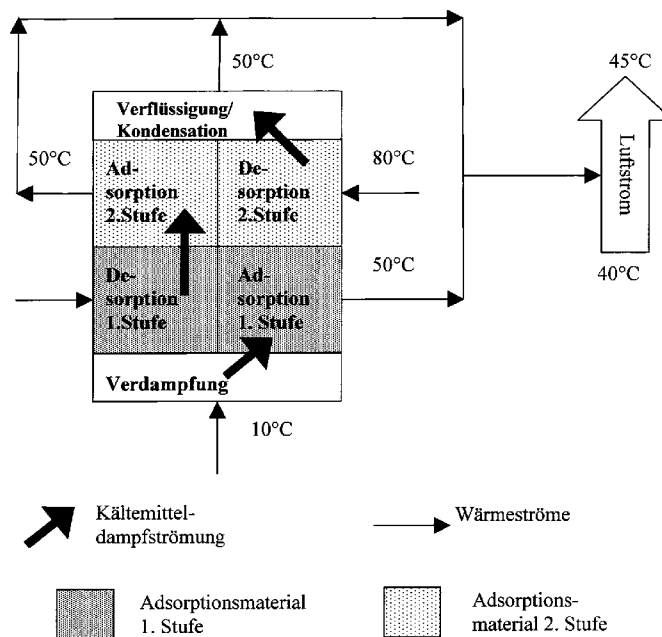 50°C
45°C
Verflüssigung/
Kondensation
50°C
Ad-
sorption
2.Stufe
De-
sorption
2.Stufe
80°C
Luftstrom
De-
sorption
1.Stufe
Ad-
sorption
1. Stufe
50°C
40°C
Verdampfung
10°C
Kältemittel-
dampfströmung
Wärmeströme
Adsorptionsmaterial
1. Stufe
Adsorptions-
material 2. Stufe